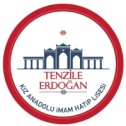 TENZİLE
ERDOĞAN
KIZ ANADOLU İMAM HATİP LİSESİ